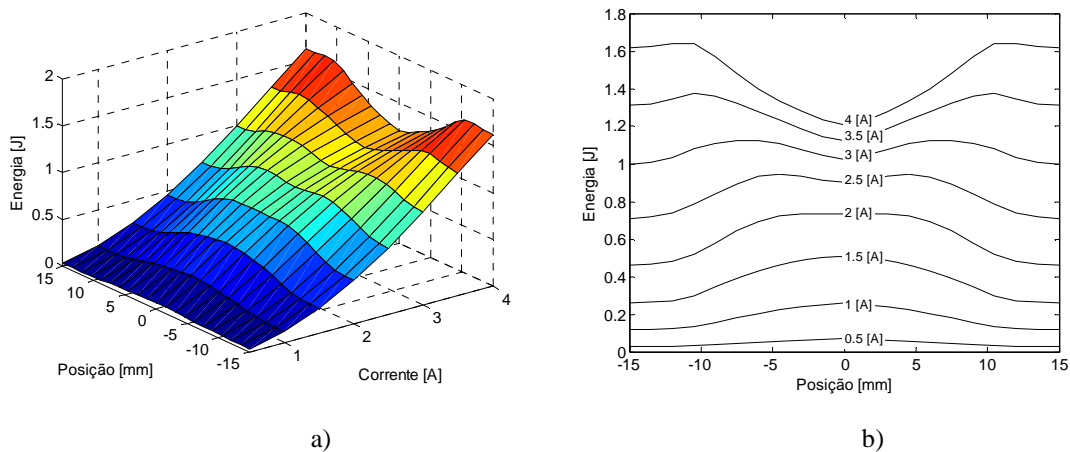 2
1.5
1
0.5
0
Energia [J]
15
10
5
0
-5
-10
-15
Posição [mm]
1
2
3
4
Corrente [A]
a)
1.8
1.6
1.4
1.2
1
0.8
0.6
0.4
0.2
0
Energia [J]
4 [A]
3.5 [A]
3 [A]
2.5 [A]
2 [A]
1.5 [A]
1 [A]
0.5 [A]
-15
-10
-5
0
5
10
15
Posição [mm]
b)